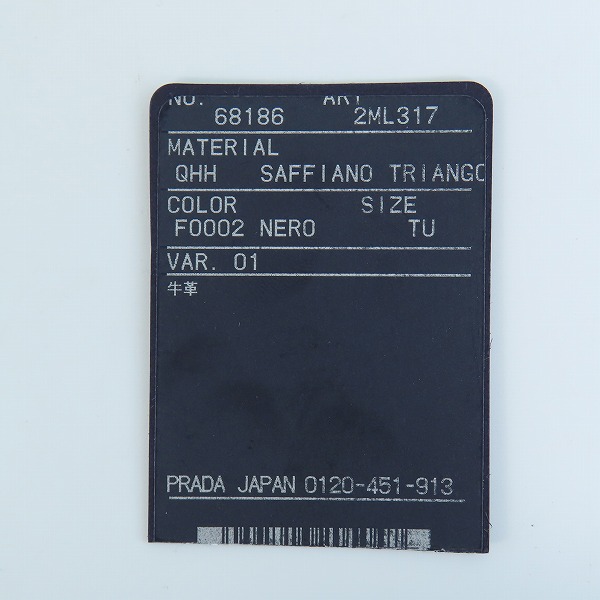 NO. ART
68186 2ML317
MATERIAL
QHH SAFFIANO TRIANGO
COLOR SIZE
F0002 NERO TU
VAR. 01
牛革
PRADA JAPAN 0120-451-913